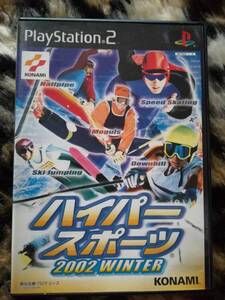 PlayStation 2
KONAMI
Halfpipe
Speed Skating
Moguls
Ski Jumping
Downhill
ハイパー
スポーツ
2002 WINTER
KONAMI